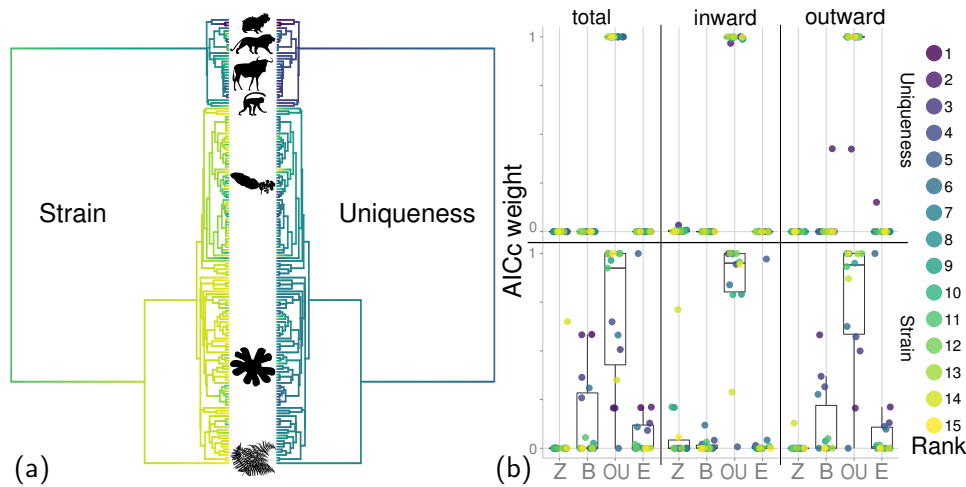 Strain
Uniqueness
(a)
total
inward
outward
AICc weight
1
0
1
0
Uniqueness
Strain
Z B OU E
Z B OU E
Z B OU E
(b)
1
2
3
4
5
6
7
8
9
10
11
12
13
14
15
Rank